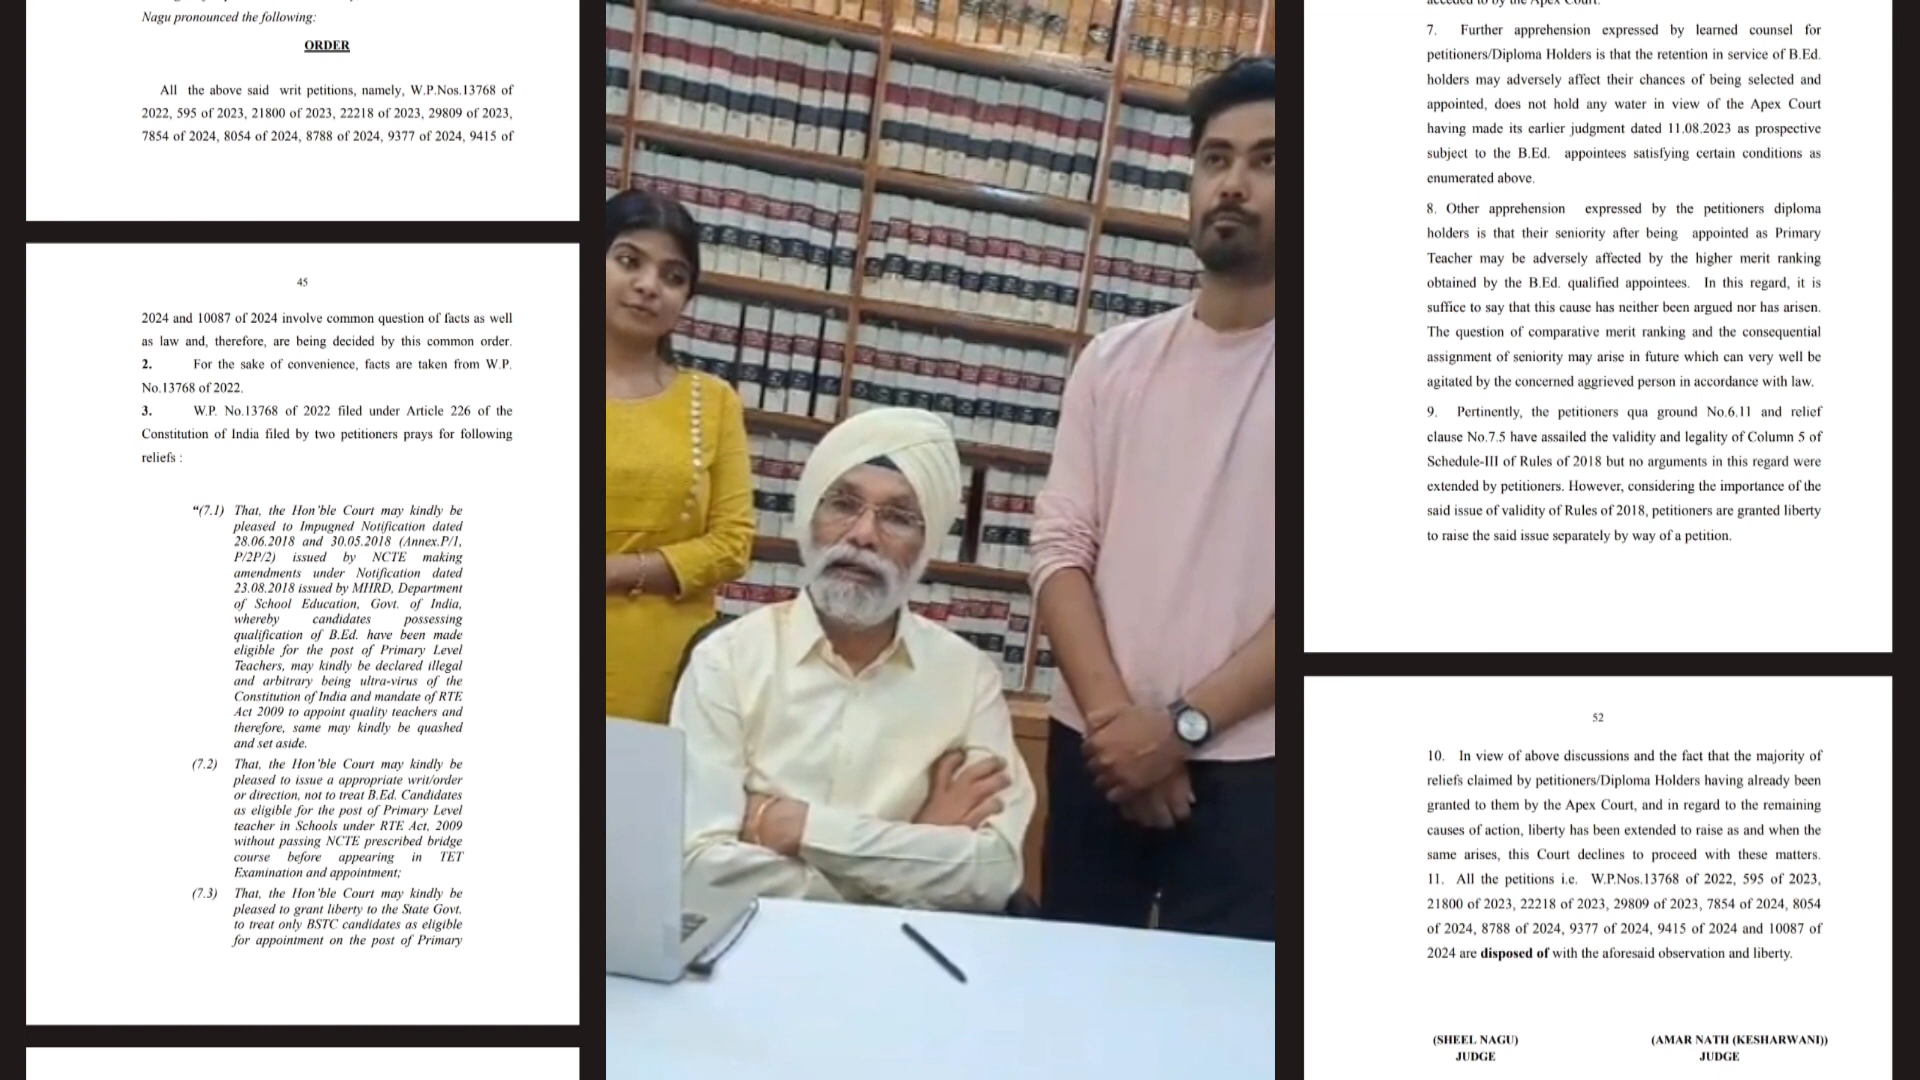 Nagu pronounced the following:
ORDER
All the above said writ petitions, namely, W.P.Nos.13768 of
2022, 595 of 2023, 21800 of 2023, 22218 of 2023, 29809 of 2023,
7854 of 2024, 8054 of 2024, 8788 of 2024, 9377 of 2024, 9415 of
45
2024 and 10087 of 2024 involve common question of facts as well
as law and, therefore, are being decided by this common order.
2. For the sake of convenience, facts are taken from W.P.
No.13768 of 2022.
3. W.P. No.13768 of 2022 filed under Article 226 of the
Constitution of India filed by two petitioners prays for following
reliefs :
“(7.1) That, the Hon'ble Court may kindly be
pleased to Impugned Notification dated
28.06.2018 and 30.05.2018 (Annex.P/1,
P/2P/2) issued by NCTE making
amendments under Notification dated
23.08.2018 issued by MHRD, Department
of School Education, Govt. of India,
whereby candidates possessing
qualification of B.Ed. have been made
eligible for the post of Primary Level
Teachers, may kindly be declared illegal
and arbitrary being ultra-virus of the
Constitution of India and mandate of RTE
Act 2009 to appoint quality teachers and
therefore, same may kindly be quashed
and set aside.
(7.2) That, the Hon'ble Court may kindly be
pleased to issue a appropriate writ/order
or direction, not to treat B.Ed. Candidates
as eligible for the post of Primary Level
teacher in Schools under RTE Act, 2009
without passing NCTE prescribed bridge
course before appearing in TET
Examination and appointment;
(7.3) That, the Hon'ble Court may kindly be
pleased to grant liberty to the State Govt.
to treat only BSTC candidates as eligible
for appointment on the post of Primary
acceded to by the Apex Court.
7. Further apprehension expressed by learned counsel for
petitioners/Diploma Holders is that the retention in service of B.Ed.
holders may adversely affect their chances of being selected and
appointed, does not hold any water in view of the Apex Court
having made its earlier judgment dated 11.08.2023 as prospective
subject to the B.Ed. appointees satisfying certain conditions as
enumerated above.
8. Other apprehension expressed by the petitioners diploma
holders is that their seniority after being appointed as Primary
Teacher may be adversely affected by the higher merit ranking
obtained by the B.Ed. qualified appointees. In this regard, it is
suffice to say that this cause has neither been argued nor has arisen.
The question of comparative merit ranking and the consequential
assignment of seniority may arise in future which can very well be
agitated by the concerned aggrieved person in accordance with law.
9. Pertinently, the petitioners qua ground No.6.11 and relief
clause No.7.5 have assailed the validity and legality of Column 5 of
Schedule-III of Rules of 2018 but no arguments in this regard were
extended by petitioners. However, considering the importance of the
said issue of validity of Rules of 2018, petitioners are granted liberty
to raise the said issue separately by way of a petition.
52
10. In view of above discussions and the fact that the majority of
reliefs claimed by petitioners/Diploma Holders having already been
granted to them by the Apex Court, and in regard to the remaining
causes of action, liberty has been extended to raise as and when the
same arises, this Court declines to proceed with these matters.
11. All the petitions i.e. W.P.Nos.13768 of 2022, 595 of 2023,
21800 of 2023, 22218 of 2023, 29809 of 2023, 7854 of 2024, 8054
of 2024, 8788 of 2024, 9377 of 2024, 9415 of 2024 and 10087 of
2024 are disposed of with the aforesaid observation and liberty.
(SHEEL NAGU) (AMAR NATH (KESHARWANI))
JUDGE JUDGE